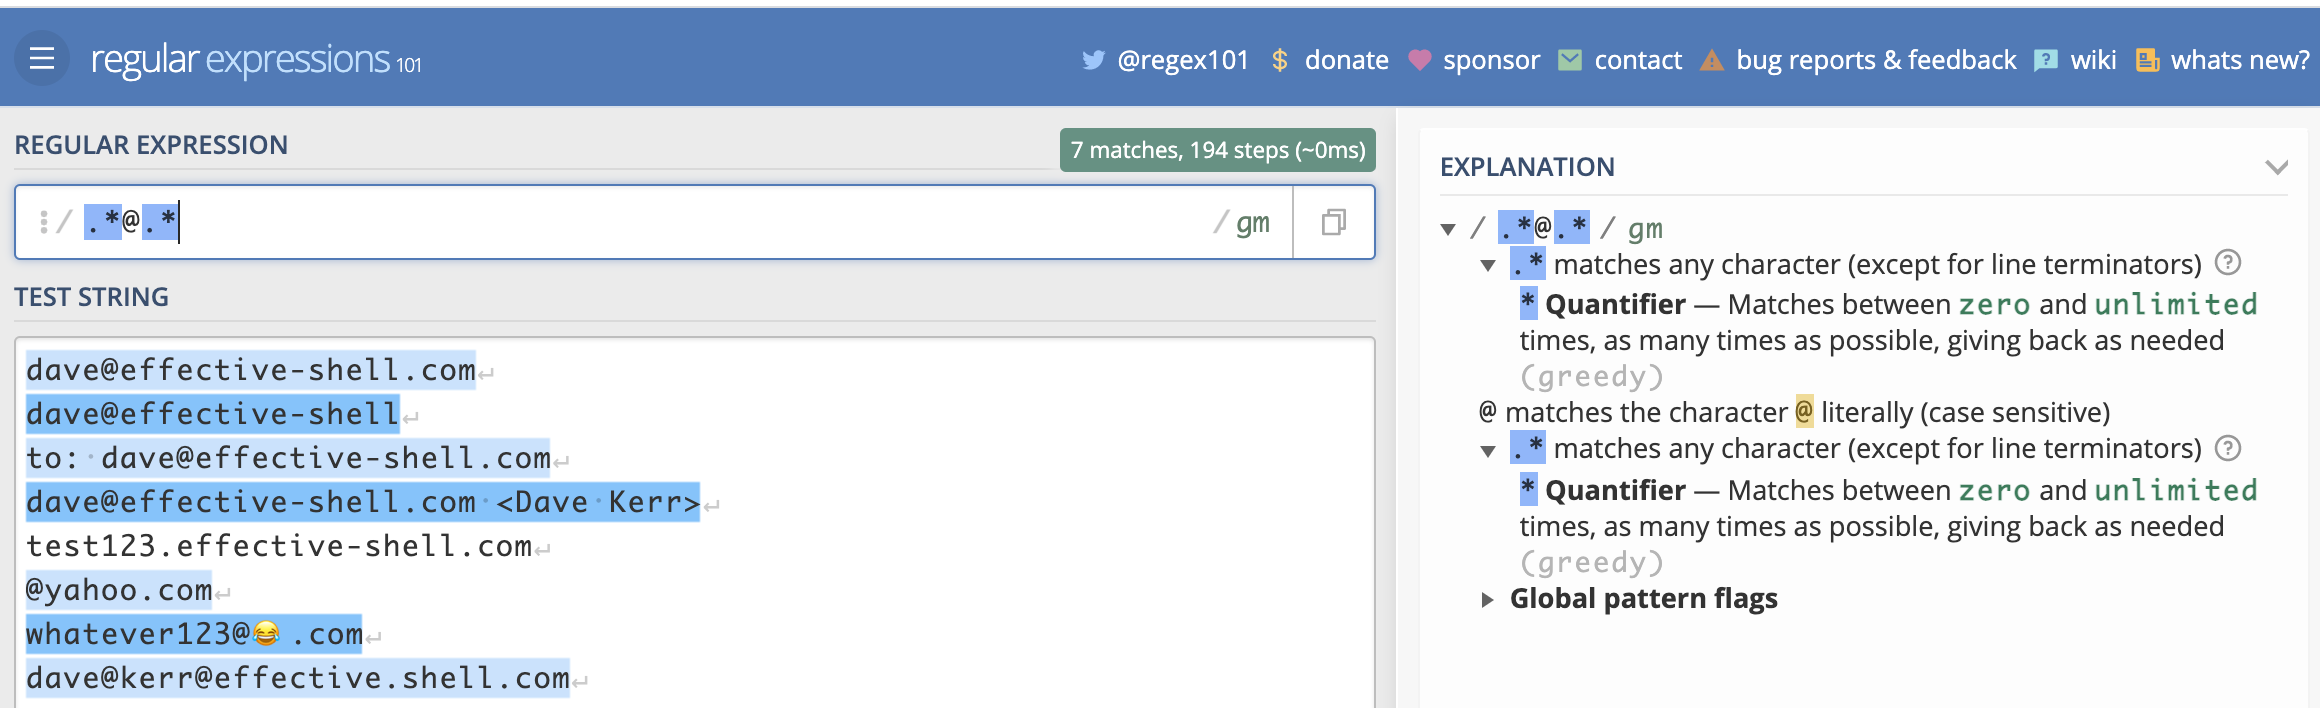 regular expressions 101
@regex101 $ donate sponsor contact bug reports & feedback wiki whats new?
REGULAR EXPRESSION
7 matches, 194 steps (~0ms)
/ .*@.* / gm
TEST STRING
dave@effective-shell.com↵
dave@effective-shell↵
to:·dave@effective-shell.com↵
dave@effective-shell.com·<Dave·Kerr>↵
test123.effective-shell.com↵
@yahoo.com↵
whatever123@😂.com↵
dave@kerr@effective.shell.com↵
EXPLANATION
/ .*@.* / gm
.* matches any character (except for line terminators) ?
* Quantifier — Matches between zero and unlimited
times, as many times as possible, giving back as needed
(greedy)
@ matches the character @ literally (case sensitive)
.* matches any character (except for line terminators) ?
* Quantifier — Matches between zero and unlimited
times, as many times as possible, giving back as needed
(greedy)
Global pattern flags